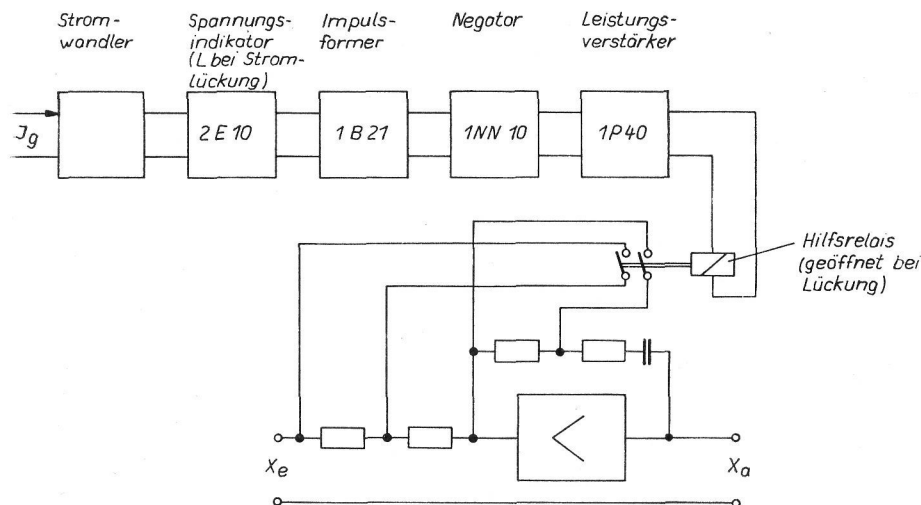 Strom-
wandler
Spannungs-
indikator
(L bei Strom-
lückung)
Impuls-
former
Negator
Leistungs-
verstärker
Jg
2 E 10
1 B 21
1NN 10
1P40
Hilfsrelais
(geöffnet bei
Lückung)
Xe
Xa